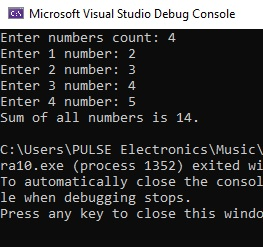 Microsoft Visual Studio Debug Console
Enter numbers count: 4
Enter 1 number: 2
Enter 2 number: 3
Enter 3 number: 4
Enter 4 number: 5
Sum of all numbers is 14.
C:\Users\PULSE Electronics\Music\
ra10.exe (process 1352) exited wi
To automatically close the consol
le when debugging stops.
Press any key to close this windo